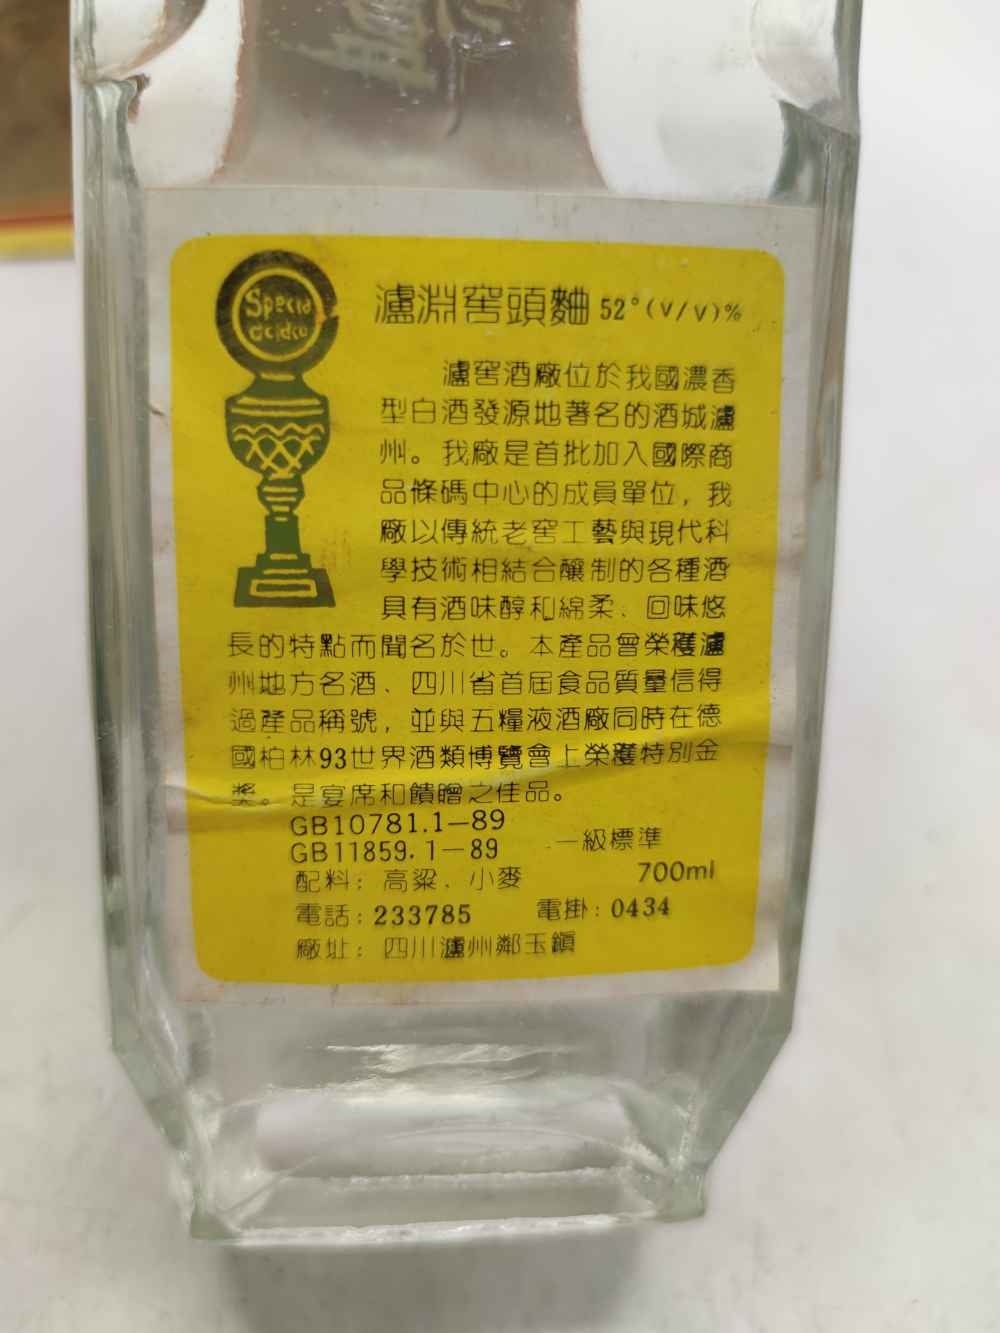 Special
瀘淵窖頭麯 52°(V/V)%
瀘窖酒廠位於我國濃香
型白酒發源地著名的酒城瀘
州。我廠是首批加入國際商
品條碼中心的成員單位，我
廠以傳統老窖工藝與現代科
學技術相結合釀制的各種酒
具有酒味醇和綿柔、回味悠
長的特點而聞名於世。本產品曾榮獲瀘
州地方名酒、四川省首屆食品質量信得
過產品稱號，並與五糧液酒廠同時在德
國柏林93世界酒類博覽會上榮獲特別金
獎。是宴席和饋贈之佳品。
GB10781.1—89
GB11859.1—89 一級標準
配料：高粱、小麥 700ml
電話：233785 電掛：0434
廠址：四川瀘州鄰玉鎮